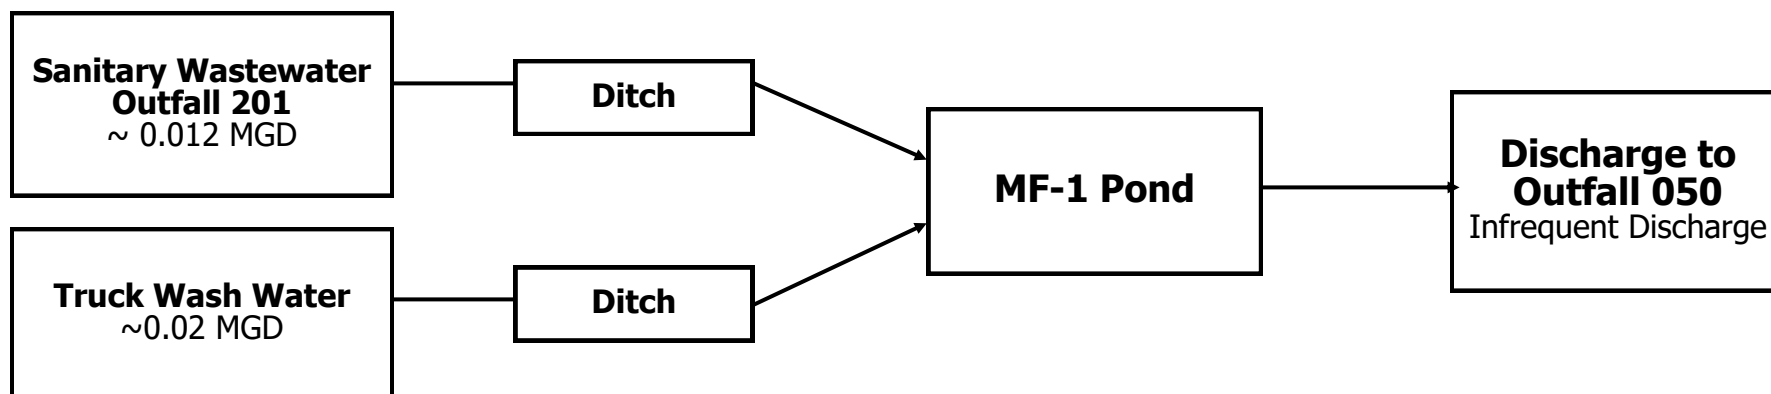 Sanitary Wastewater
Outfall 201
~ 0.012 MGD
Ditch
Truck Wash Water
~0.02 MGD
Ditch
MF-1 Pond
Discharge to
Outfall 050
Infrequent Discharge